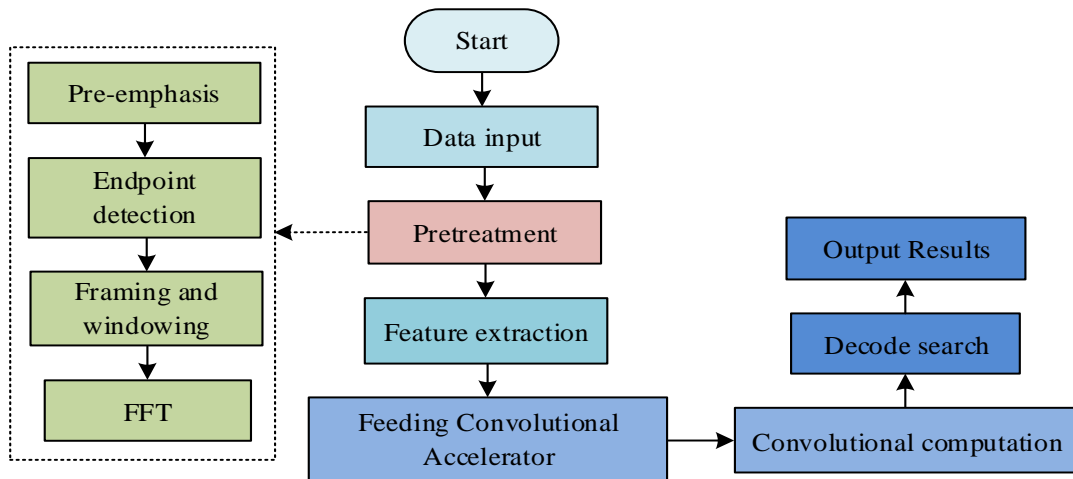 Start
Data input
Pretreatment
Feature extraction
Feeding Convolutional
Accelerator
Pre-emphasis
Endpoint
detection
Framing and
windowing
FFT
Convolutional computation
Decode search
Output Results